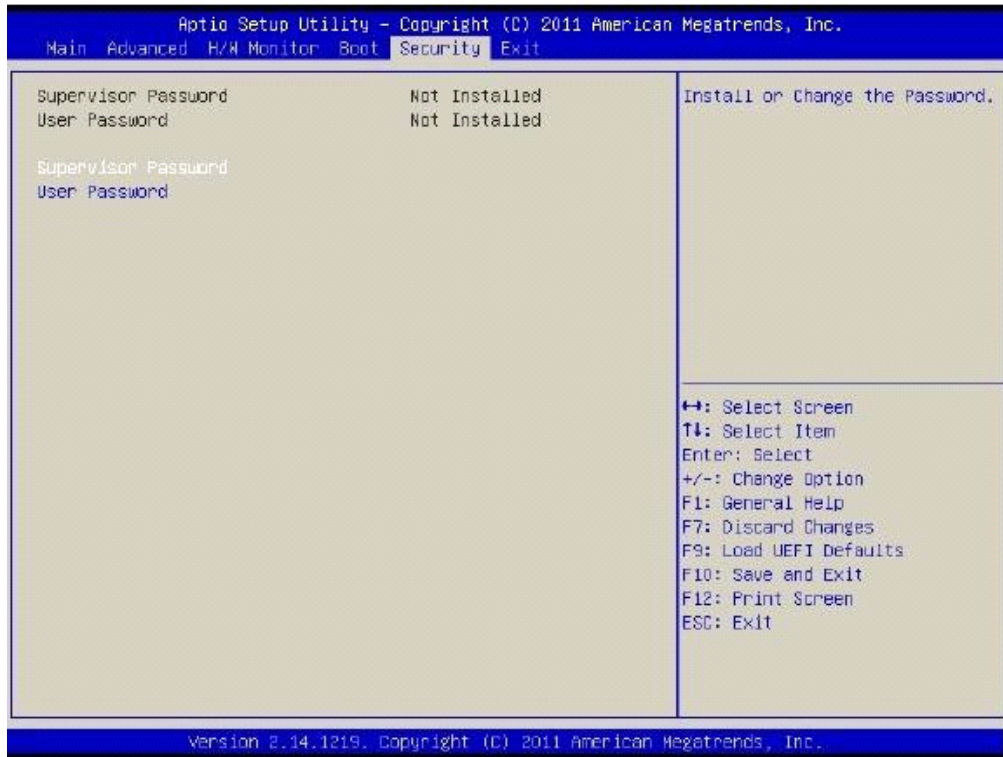 Aptio Setup Utility – Copyright (C) 2011 American Megatrends, Inc.
Main Advanced H/W Monitor Boot Security Exit
Supervisor Password Not Installed
User Password Not Installed
Supervisor Password
User Password
Install or Change the Password.
↔: Select Screen
↑↓: Select Item
Enter: Select
+/-: Change Option
F1: General Help
F7: Discard Changes
F9: Load UEFI Defaults
F10: Save and Exit
F12: Print Screen
ESC: Exit
Version 2.14.1219. Copyright (C) 2011 American Megatrends, Inc.